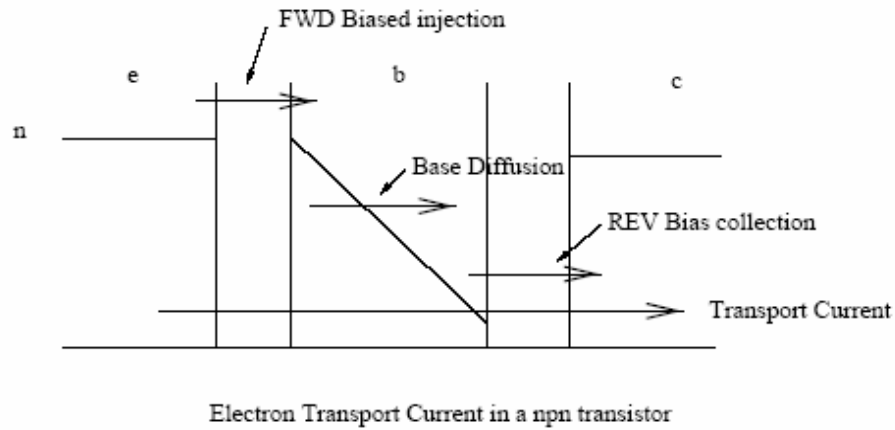 FWD Biased injection
e
b
c
n
Base Diffusion
REV Bias collection
Transport Current
Electron Transport Current in a npn transistor